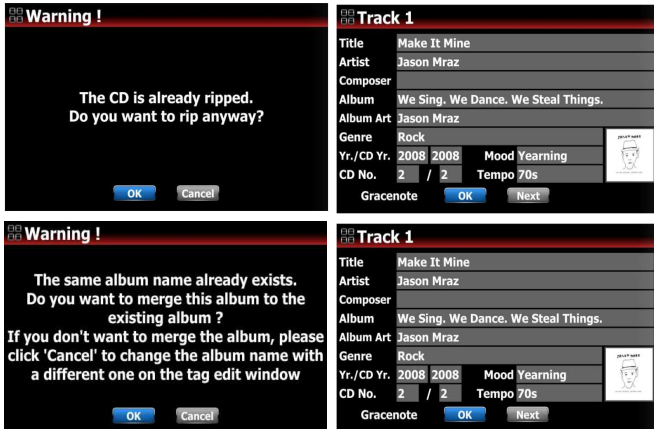 Warning !
The CD is already ripped.
Do you want to rip anyway?
OK Cancel
Track 1
Title Make It Mine
Artist Jason Mraz
Composer
Album We Sing. We Dance. We Steal Things.
Album Art Jason Mraz
Genre Rock
Yr./CD Yr. 2008 2008 Mood Yearning
CD No. 2 / 2 Tempo 70s
Gracenote OK Next
JASON MRAZ
Warning !
The same album name already exists.
Do you want to merge this album to the
existing album ?
If you don't want to merge the album, please
click 'Cancel' to change the album name with
a different one on the tag edit window
OK Cancel
Track 1
Title Make It Mine
Artist Jason Mraz
Composer
Album We Sing. We Dance. We Steal Things.
Album Art Jason Mraz
Genre Rock
Yr./CD Yr. 2008 2008 Mood Yearning
CD No. 2 / 2 Tempo 70s
Gracenote OK Next
JASON MRAZ